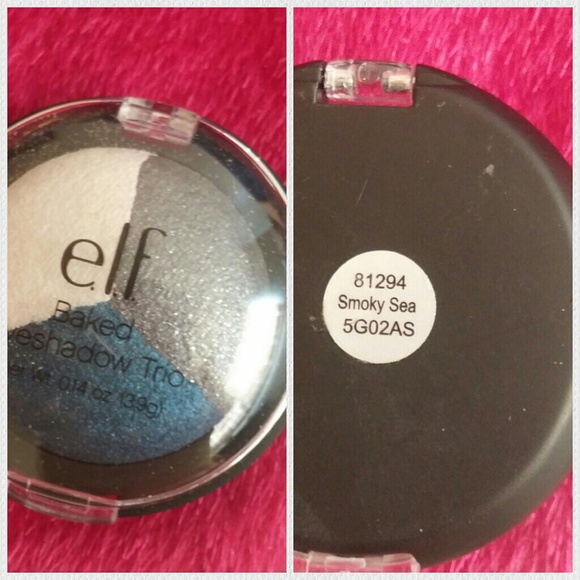 e.l.f.
Baked
eshadow Trio
et Wt. 0.14 oz (3.9g)
81294
Smoky Sea
5G02AS